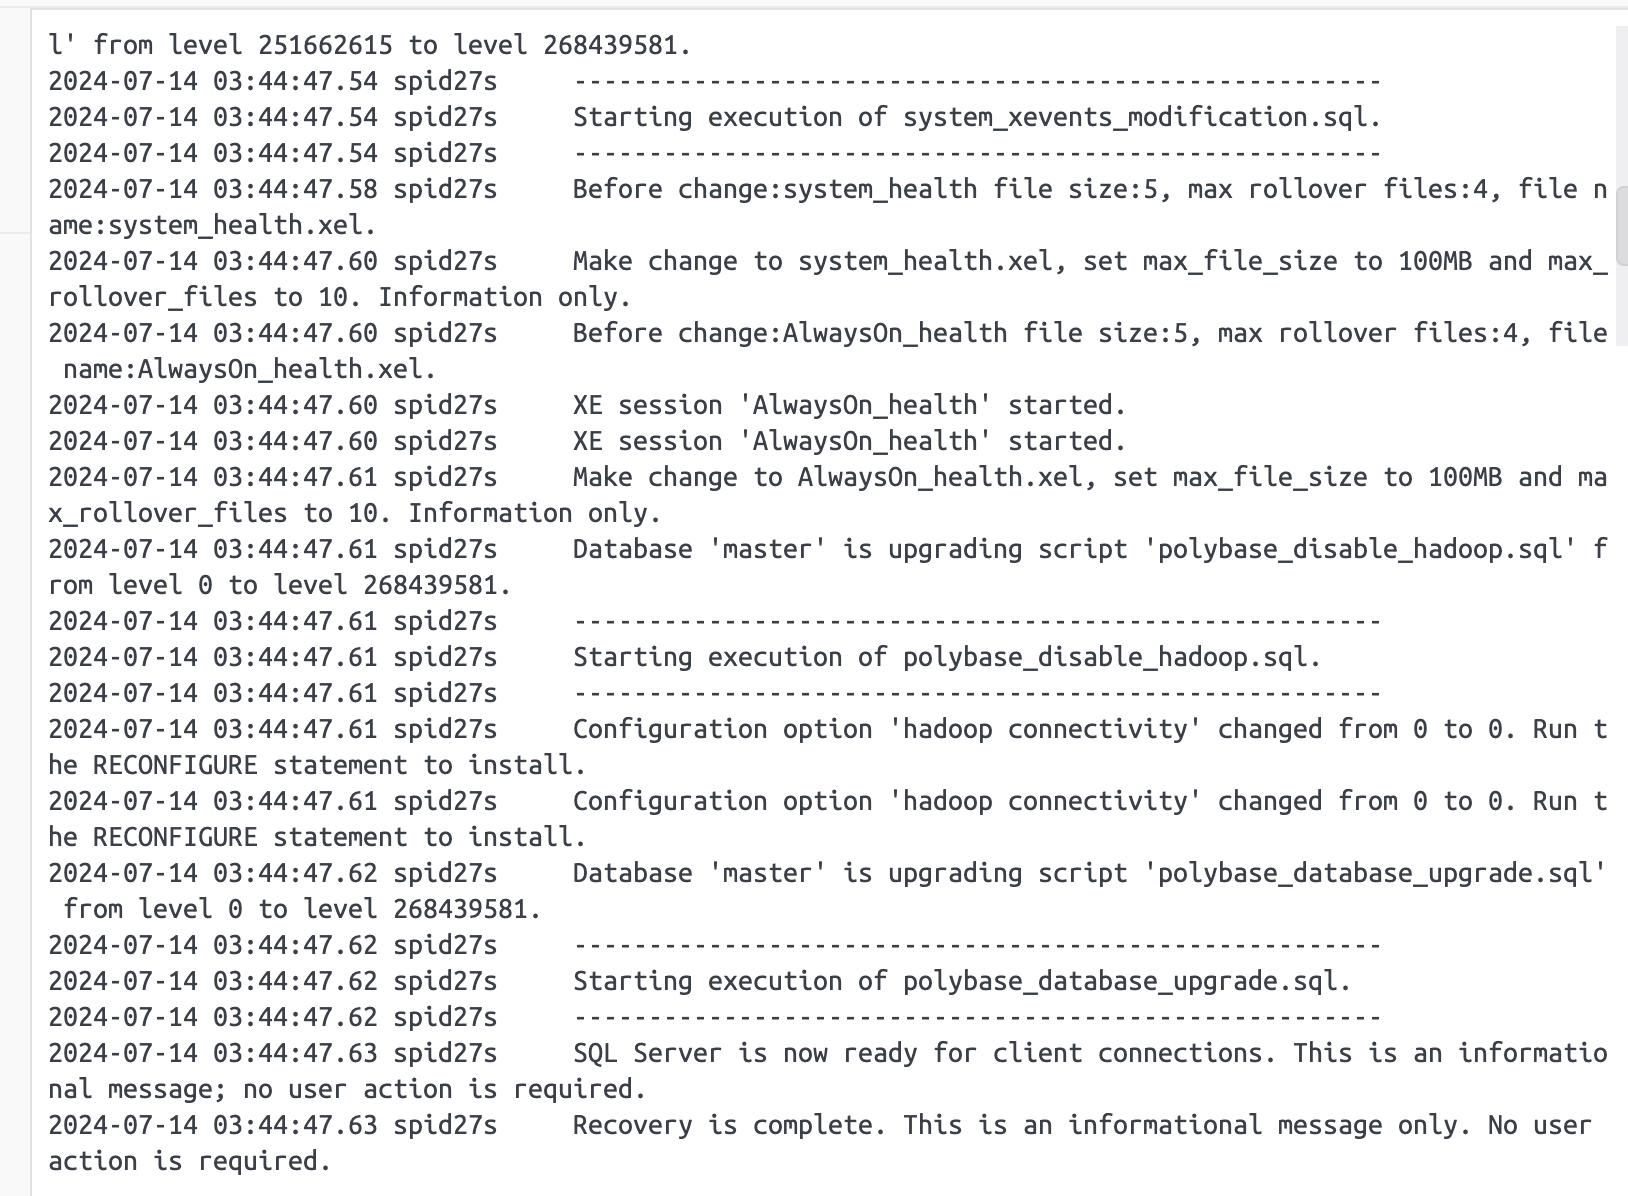 l' from level 251662615 to level 268439581.
2024-07-14 03:44:47.54 spid27s     ------------------------------------------------------
2024-07-14 03:44:47.54 spid27s     Starting execution of system_xevents_modification.sql.
2024-07-14 03:44:47.54 spid27s     ------------------------------------------------------
2024-07-14 03:44:47.58 spid27s     Before change:system_health file size:5, max rollover files:4, file n
ame:system_health.xel.
2024-07-14 03:44:47.60 spid27s     Make change to system_health.xel, set max_file_size to 100MB and max_
rollover_files to 10. Information only.
2024-07-14 03:44:47.60 spid27s     Before change:AlwaysOn_health file size:5, max rollover files:4, file
 name:AlwaysOn_health.xel.
2024-07-14 03:44:47.60 spid27s     XE session 'AlwaysOn_health' started.
2024-07-14 03:44:47.60 spid27s     XE session 'AlwaysOn_health' started.
2024-07-14 03:44:47.61 spid27s     Make change to AlwaysOn_health.xel, set max_file_size to 100MB and ma
x_rollover_files to 10. Information only.
2024-07-14 03:44:47.61 spid27s     Database 'master' is upgrading script 'polybase_disable_hadoop.sql' f
rom level 0 to level 268439581.
2024-07-14 03:44:47.61 spid27s     ------------------------------------------------------
2024-07-14 03:44:47.61 spid27s     Starting execution of polybase_disable_hadoop.sql.
2024-07-14 03:44:47.61 spid27s     ------------------------------------------------------
2024-07-14 03:44:47.61 spid27s     Configuration option 'hadoop connectivity' changed from 0 to 0. Run t
he RECONFIGURE statement to install.
2024-07-14 03:44:47.61 spid27s     Configuration option 'hadoop connectivity' changed from 0 to 0. Run t
he RECONFIGURE statement to install.
2024-07-14 03:44:47.62 spid27s     Database 'master' is upgrading script 'polybase_database_upgrade.sql'
 from level 0 to level 268439581.
2024-07-14 03:44:47.62 spid27s     ------------------------------------------------------
2024-07-14 03:44:47.62 spid27s     Starting execution of polybase_database_upgrade.sql.
2024-07-14 03:44:47.62 spid27s     ------------------------------------------------------
2024-07-14 03:44:47.63 spid27s     SQL Server is now ready for client connections. This is an informatio
nal message; no user action is required.
2024-07-14 03:44:47.63 spid27s     Recovery is complete. This is an informational message only. No user
action is required.